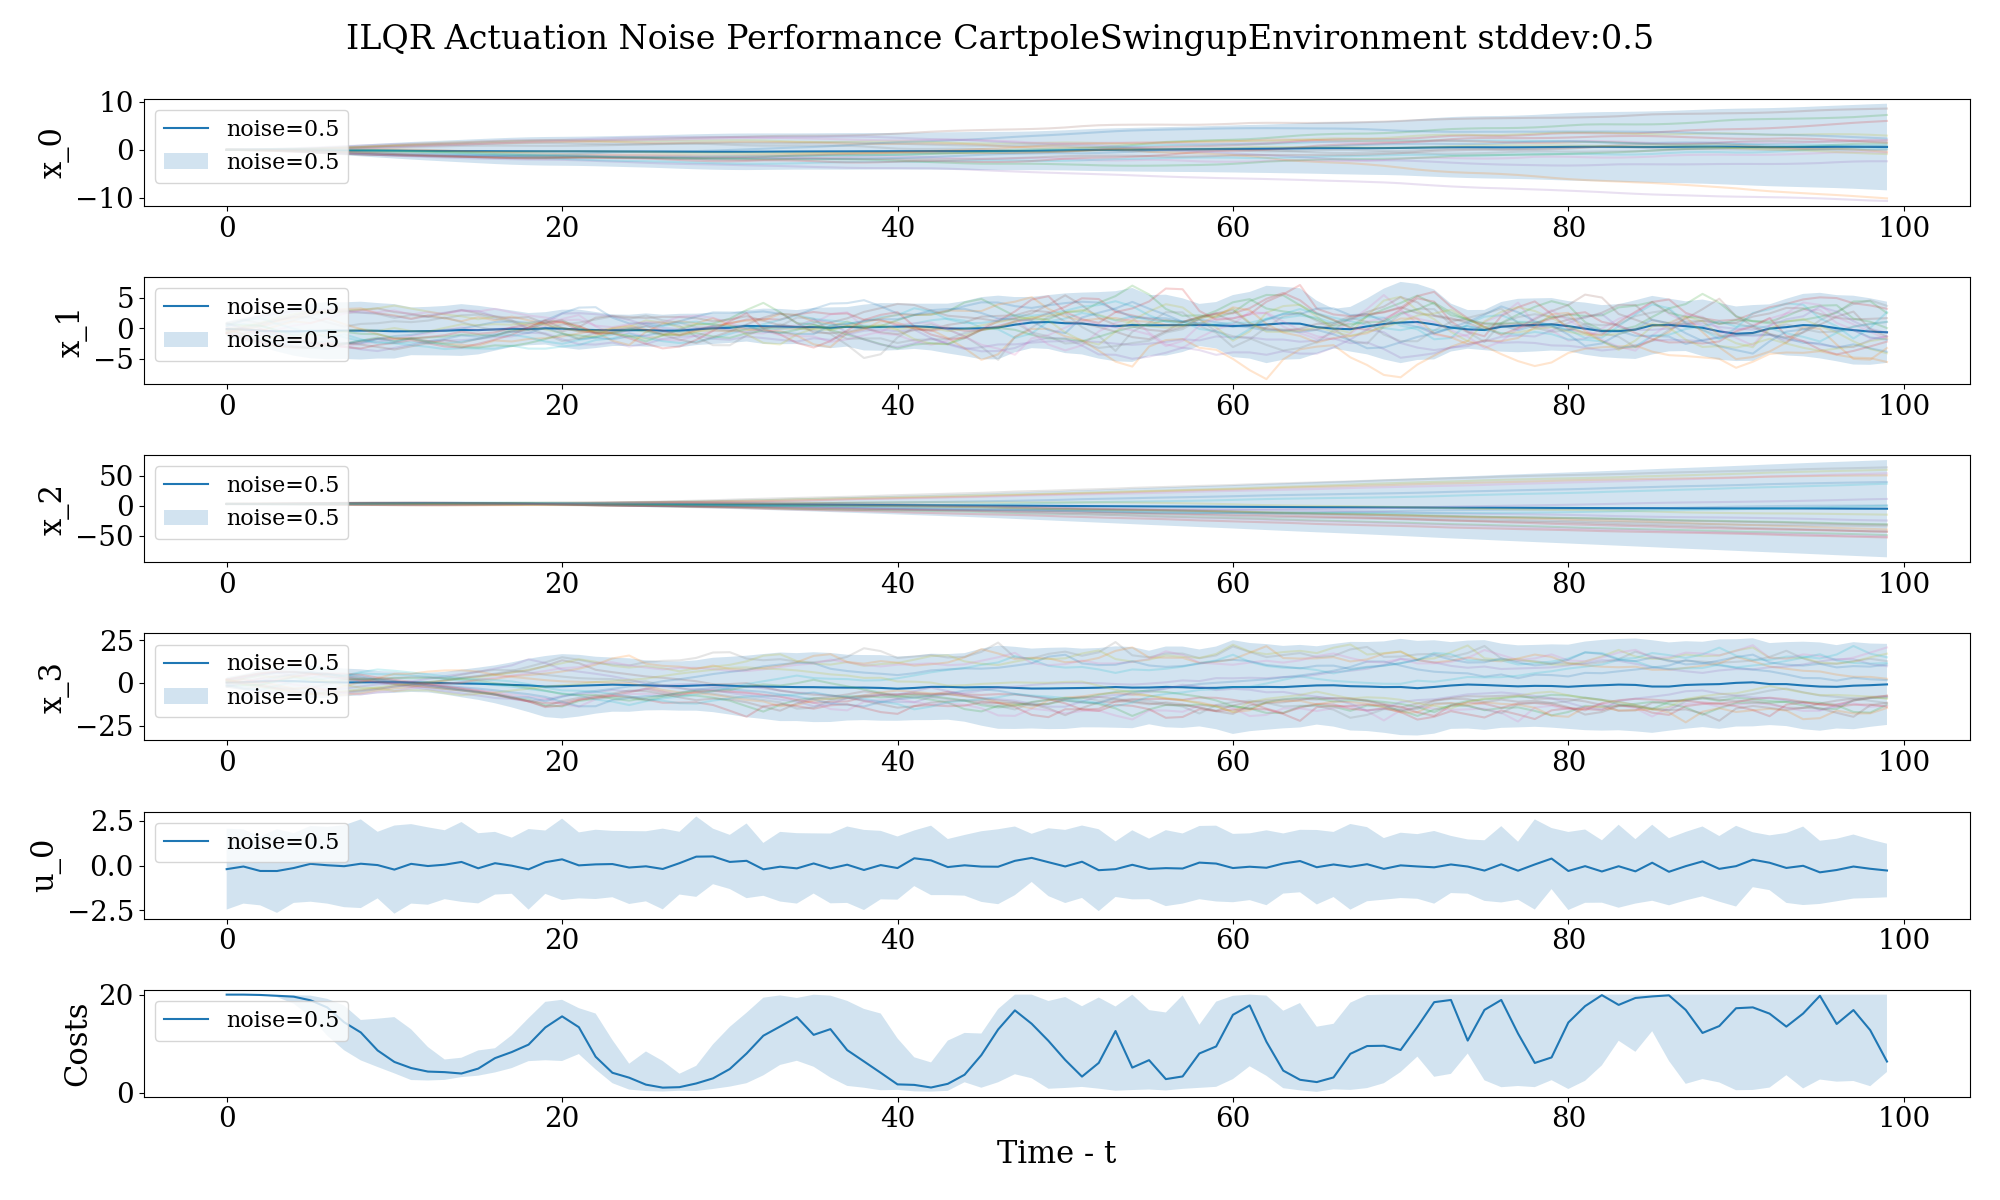 ILQR Actuation Noise Performance CartpoleSwingupEnvironment stddev:0.5
x_0
10
0
−10
noise=0.5
noise=0.5
0 20 40 60 80 100
x_1
5
0
−5
noise=0.5
noise=0.5
0 20 40 60 80 100
x_2
50
0
−50
noise=0.5
noise=0.5
0 20 40 60 80 100
x_3
25
0
−25
noise=0.5
noise=0.5
0 20 40 60 80 100
u_0
2.5
0.0
−2.5
noise=0.5
0 20 40 60 80 100
Costs
20
0
noise=0.5
0 20 40 60 80 100
Time - t